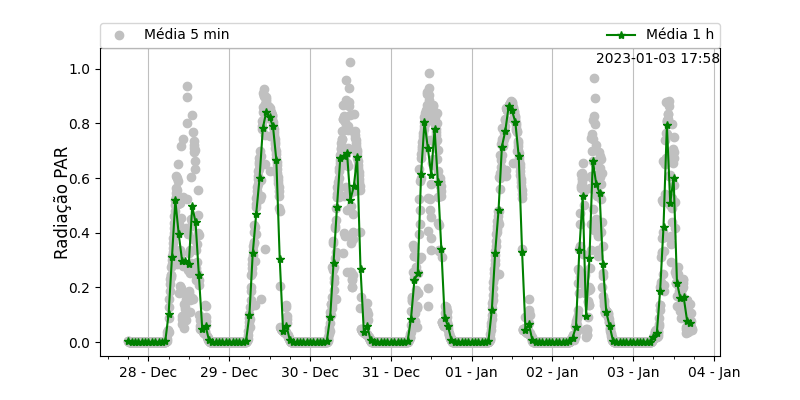 Média 5 min
Média 1 h
2023-01-03 17:58
Radiação PAR
1.0
0.8
0.6
0.4
0.2
0.0
28 - Dec
29 - Dec
30 - Dec
31 - Dec
01 - Jan
02 - Jan
03 - Jan
04 - Jan